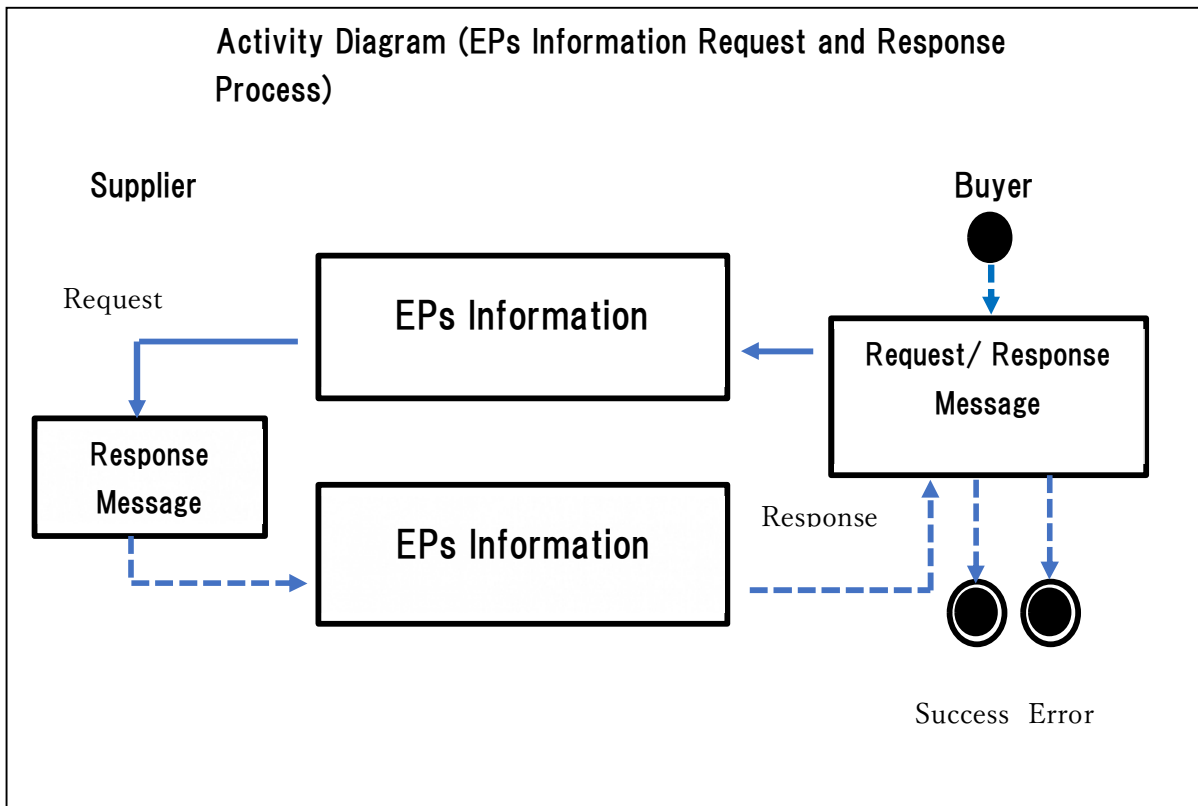 Activity Diagram (EPs Information Request and Response
Process)
Supplier
Buyer
Request
EPs Information
Request/ Response
Message
Response
Message
EPs Information
Response
Success
Error